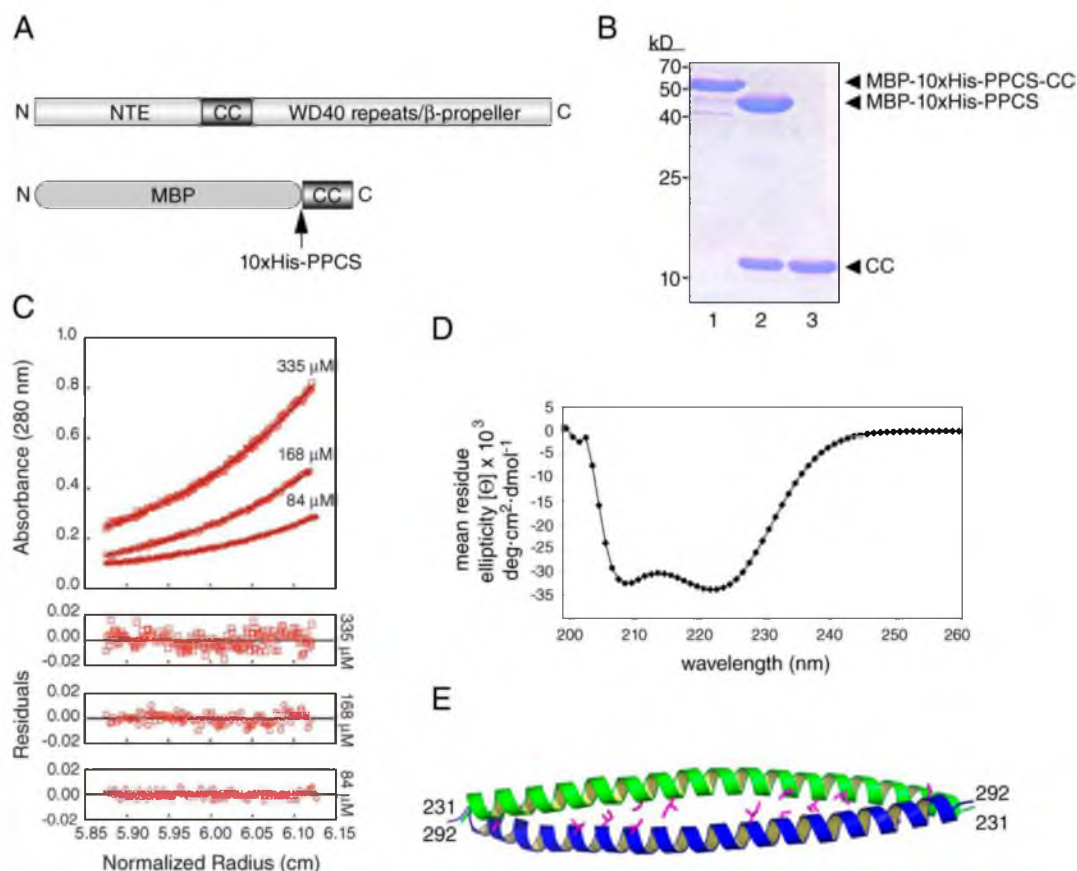 A
N NTE CC WD40 repeats/β-propeller C
N MBP CC C
10xHis-PPCS
B
kD
70
50
40
25
10
MBP-10xHis-PPCS-CC
MBP-10xHis-PPCS
CC
1 2 3
C
Absorbance (280 nm)
1.0
0.8
0.6
0.4
0.2
0.0
335 μM
168 μM
84 μM
Residuals
0.02
0.00
-0.02
335 μM
0.02
0.00
-0.02
168 μM
0.02
0.00
-0.02
84 μM
5.85 5.90 5.95 6.00 6.05 6.10 6.15
Normalized Radius (cm)
D
mean residue
ellipticity [Θ] x 10³
deg·cm²·dmol⁻¹
5
0
-5
-10
-15
-20
-25
-30
-35
200 210 220 230 240 250 260
wavelength (nm)
E
231
292
292
231